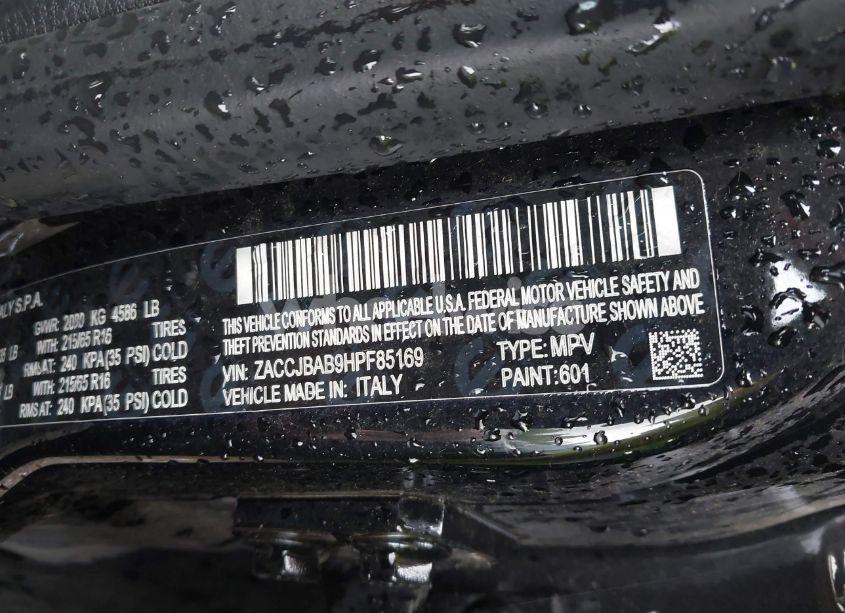 ALY S.P.A.
GVWR: 2080 KG 4586 LB
LB WITH: 215/65 R16 TIRES
RIMS AT: 240 KPA(35 PSI) COLD
LB WITH: 215/65 R16 TIRES
RIMS AT: 240 KPA(35 PSI) COLD
THIS VEHICLE CONFORMS TO ALL APPLICABLE U.S.A. FEDERAL MOTOR VEHICLE SAFETY AND
THEFT PREVENTION STANDARDS IN EFFECT ON THE DATE OF MANUFACTURE, SHOWN ABOVE
VIN: ZACCJBAB9HPF85169 TYPE: MPV
VEHICLE MADE IN: ITALY PAINT:601